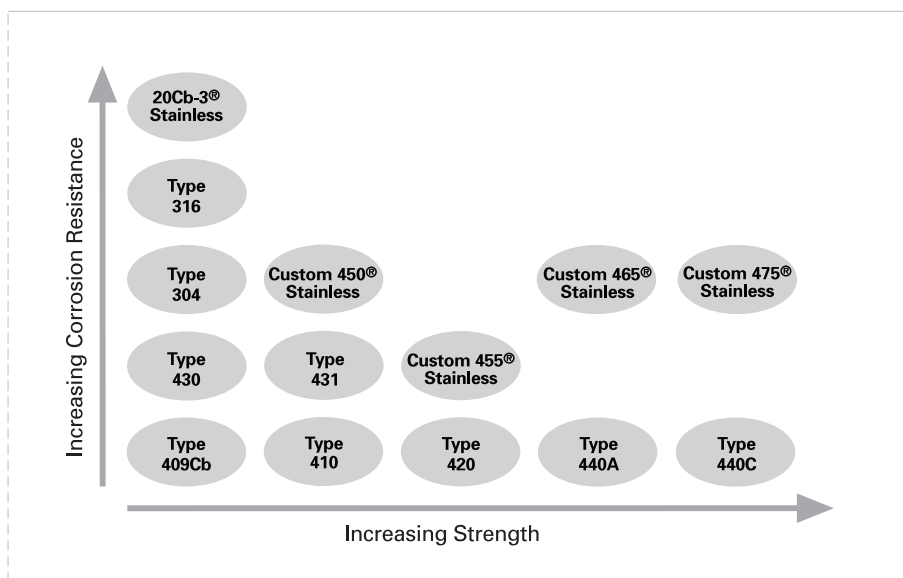 20Cb-3®
Stainless
Type
316
Type
304
Custom 450®
Stainless
Custom 465®
Stainless
Custom 475®
Stainless
Type
430
Type
431
Custom 455®
Stainless
Type
409Cb
Type
410
Type
420
Type
440A
Type
440C
Increasing Corrosion Resistance
Increasing Strength